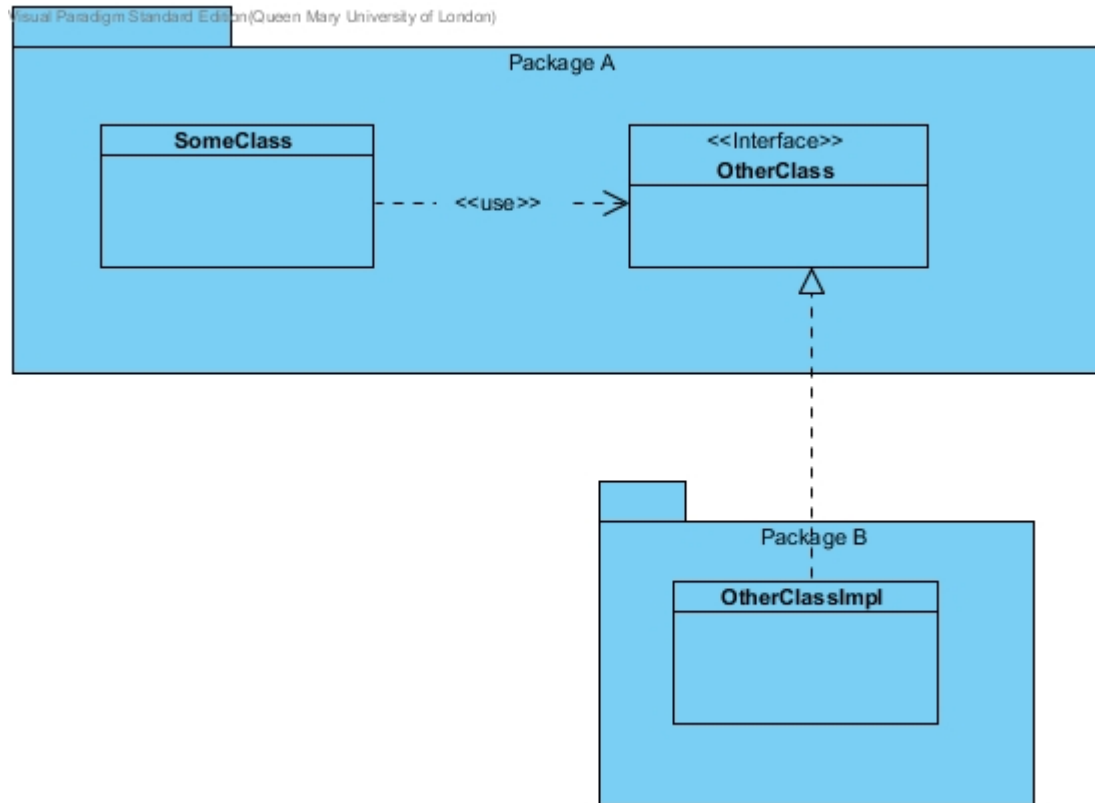 Visual Paradigm Standard Edition(Queen Mary University of London)
Package A
SomeClass
<<Interface>>
OtherClass
<<use>>
Package B
OtherClassImpl